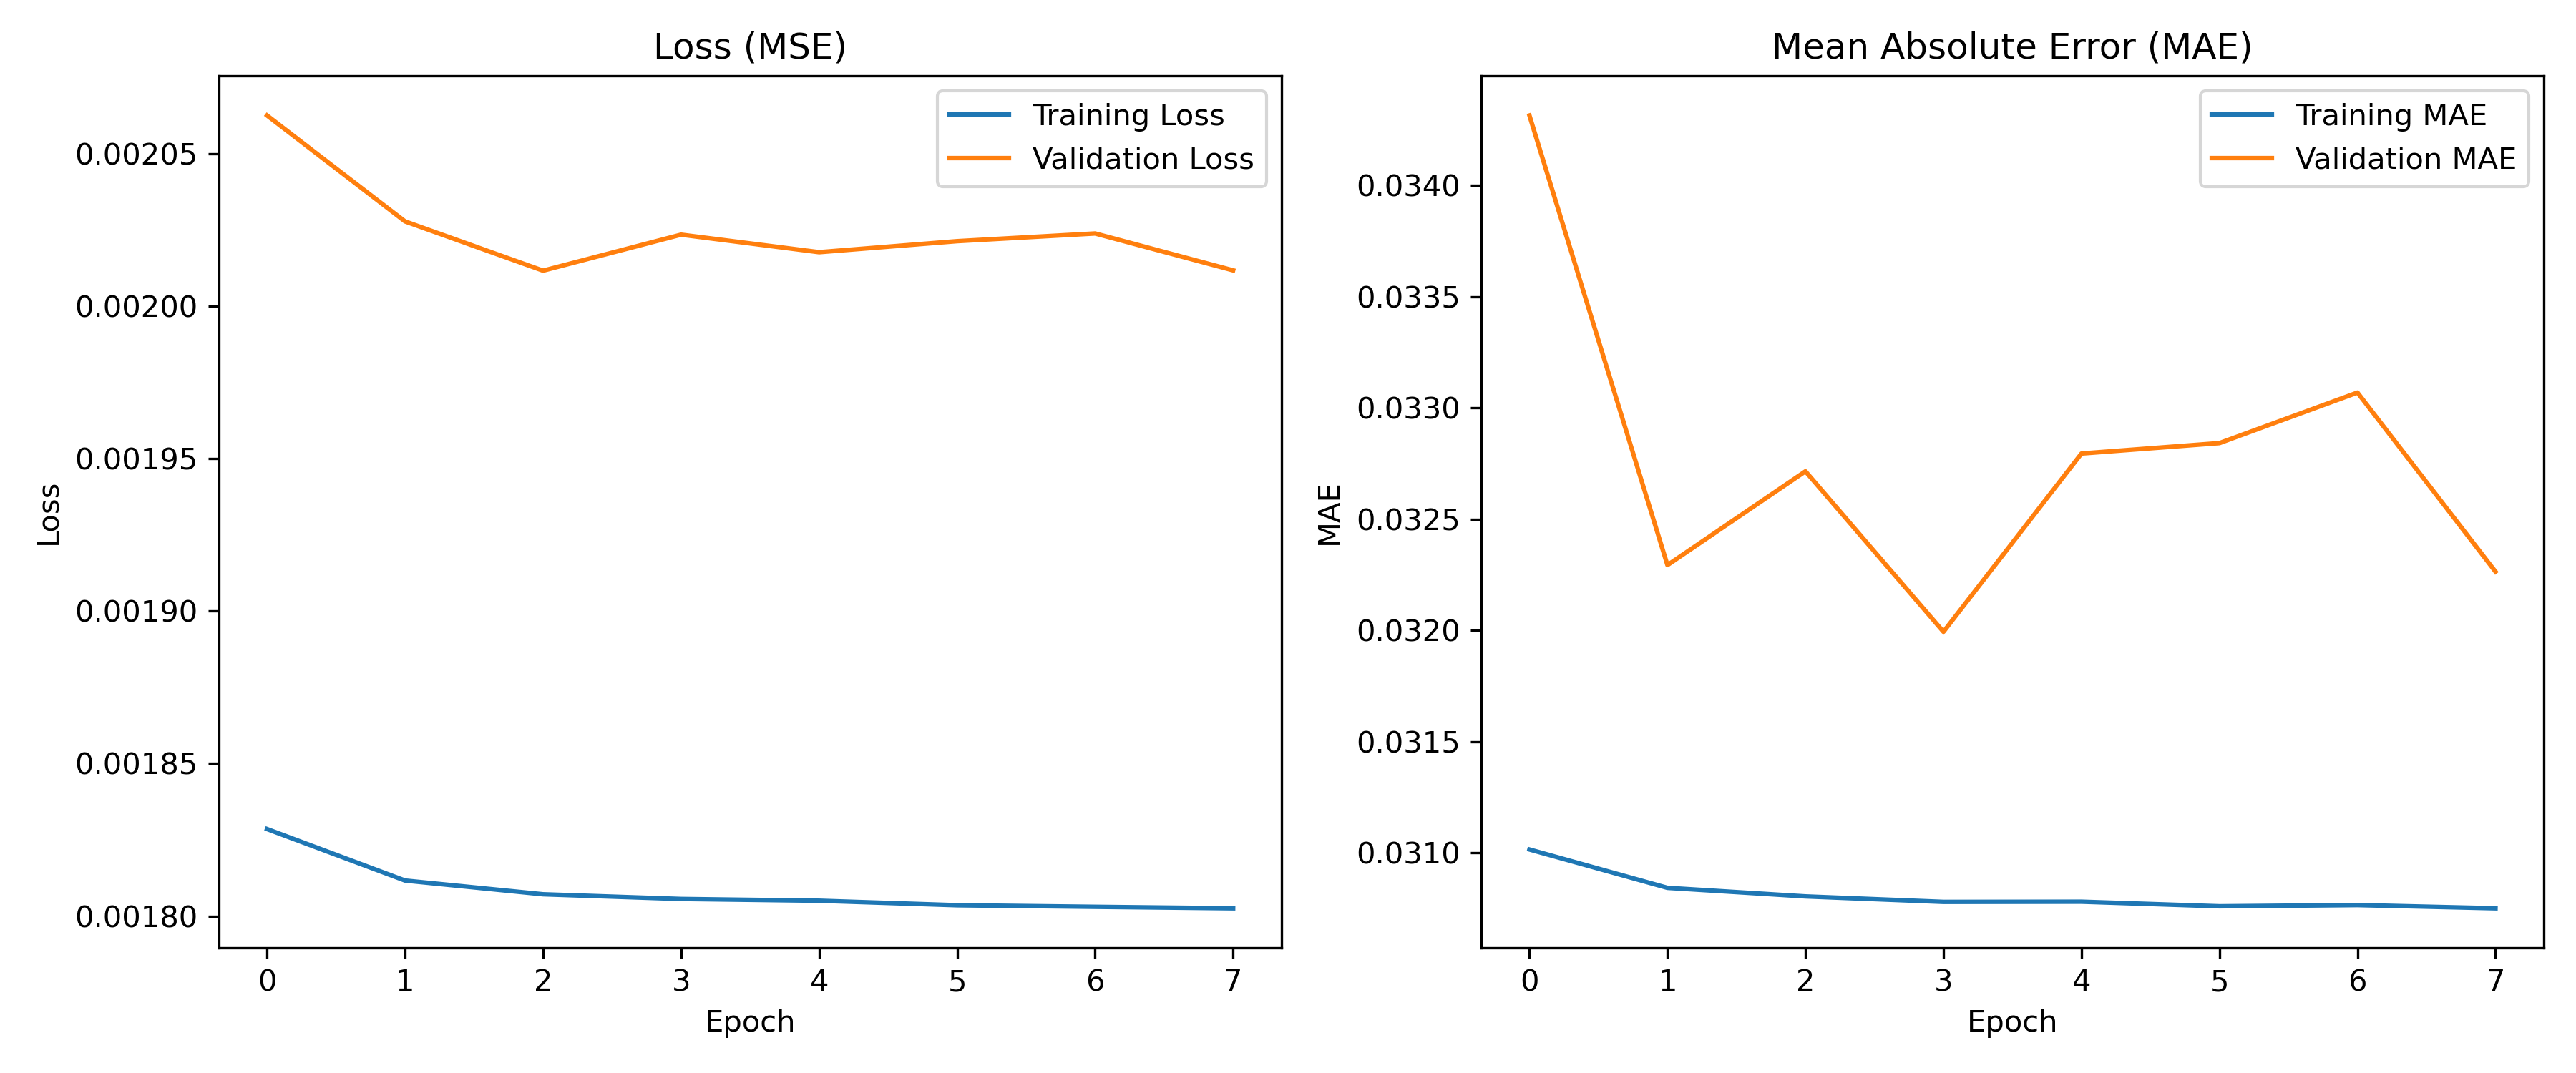 Loss (MSE)
Training Loss
Validation Loss
0.00205
0.00200
0.00195
0.00190
0.00185
0.00180
Loss
0 1 2 3 4 5 6 7
Epoch
Mean Absolute Error (MAE)
Training MAE
Validation MAE
0.0340
0.0335
0.0330
0.0325
0.0320
0.0315
0.0310
MAE
0 1 2 3 4 5 6 7
Epoch